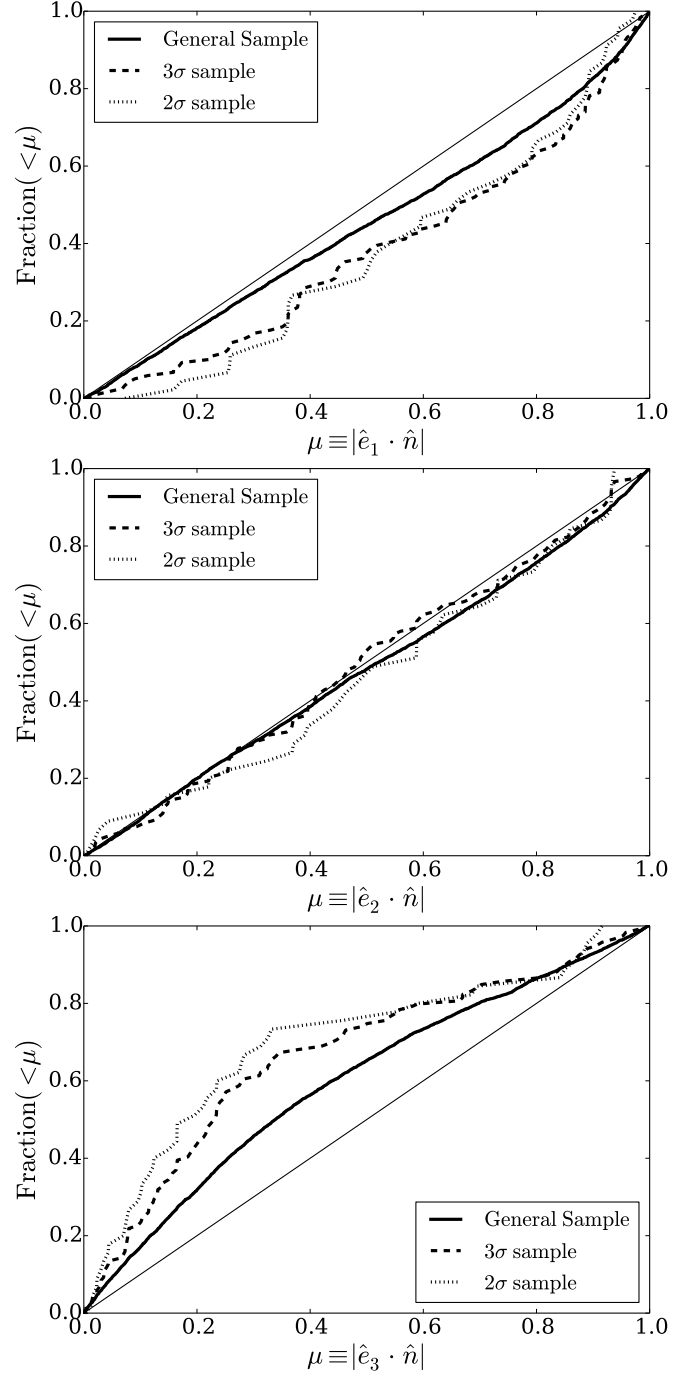 1.0
0.8
0.6
0.4
0.2
0.0
Fraction(<μ)
General Sample
3σ sample
2σ sample
0.0 0.2 0.4 0.6 0.8 1.0
μ ≡|ê₁ · n̂|
1.0
0.8
0.6
0.4
0.2
0.0
Fraction(<μ)
General Sample
3σ sample
2σ sample
0.0 0.2 0.4 0.6 0.8 1.0
μ ≡|ê₂ · n̂|
1.0
0.8
0.6
0.4
0.2
0.0
Fraction(<μ)
General Sample
3σ sample
2σ sample
0.0 0.2 0.4 0.6 0.8 1.0
μ ≡|ê₃ · n̂|